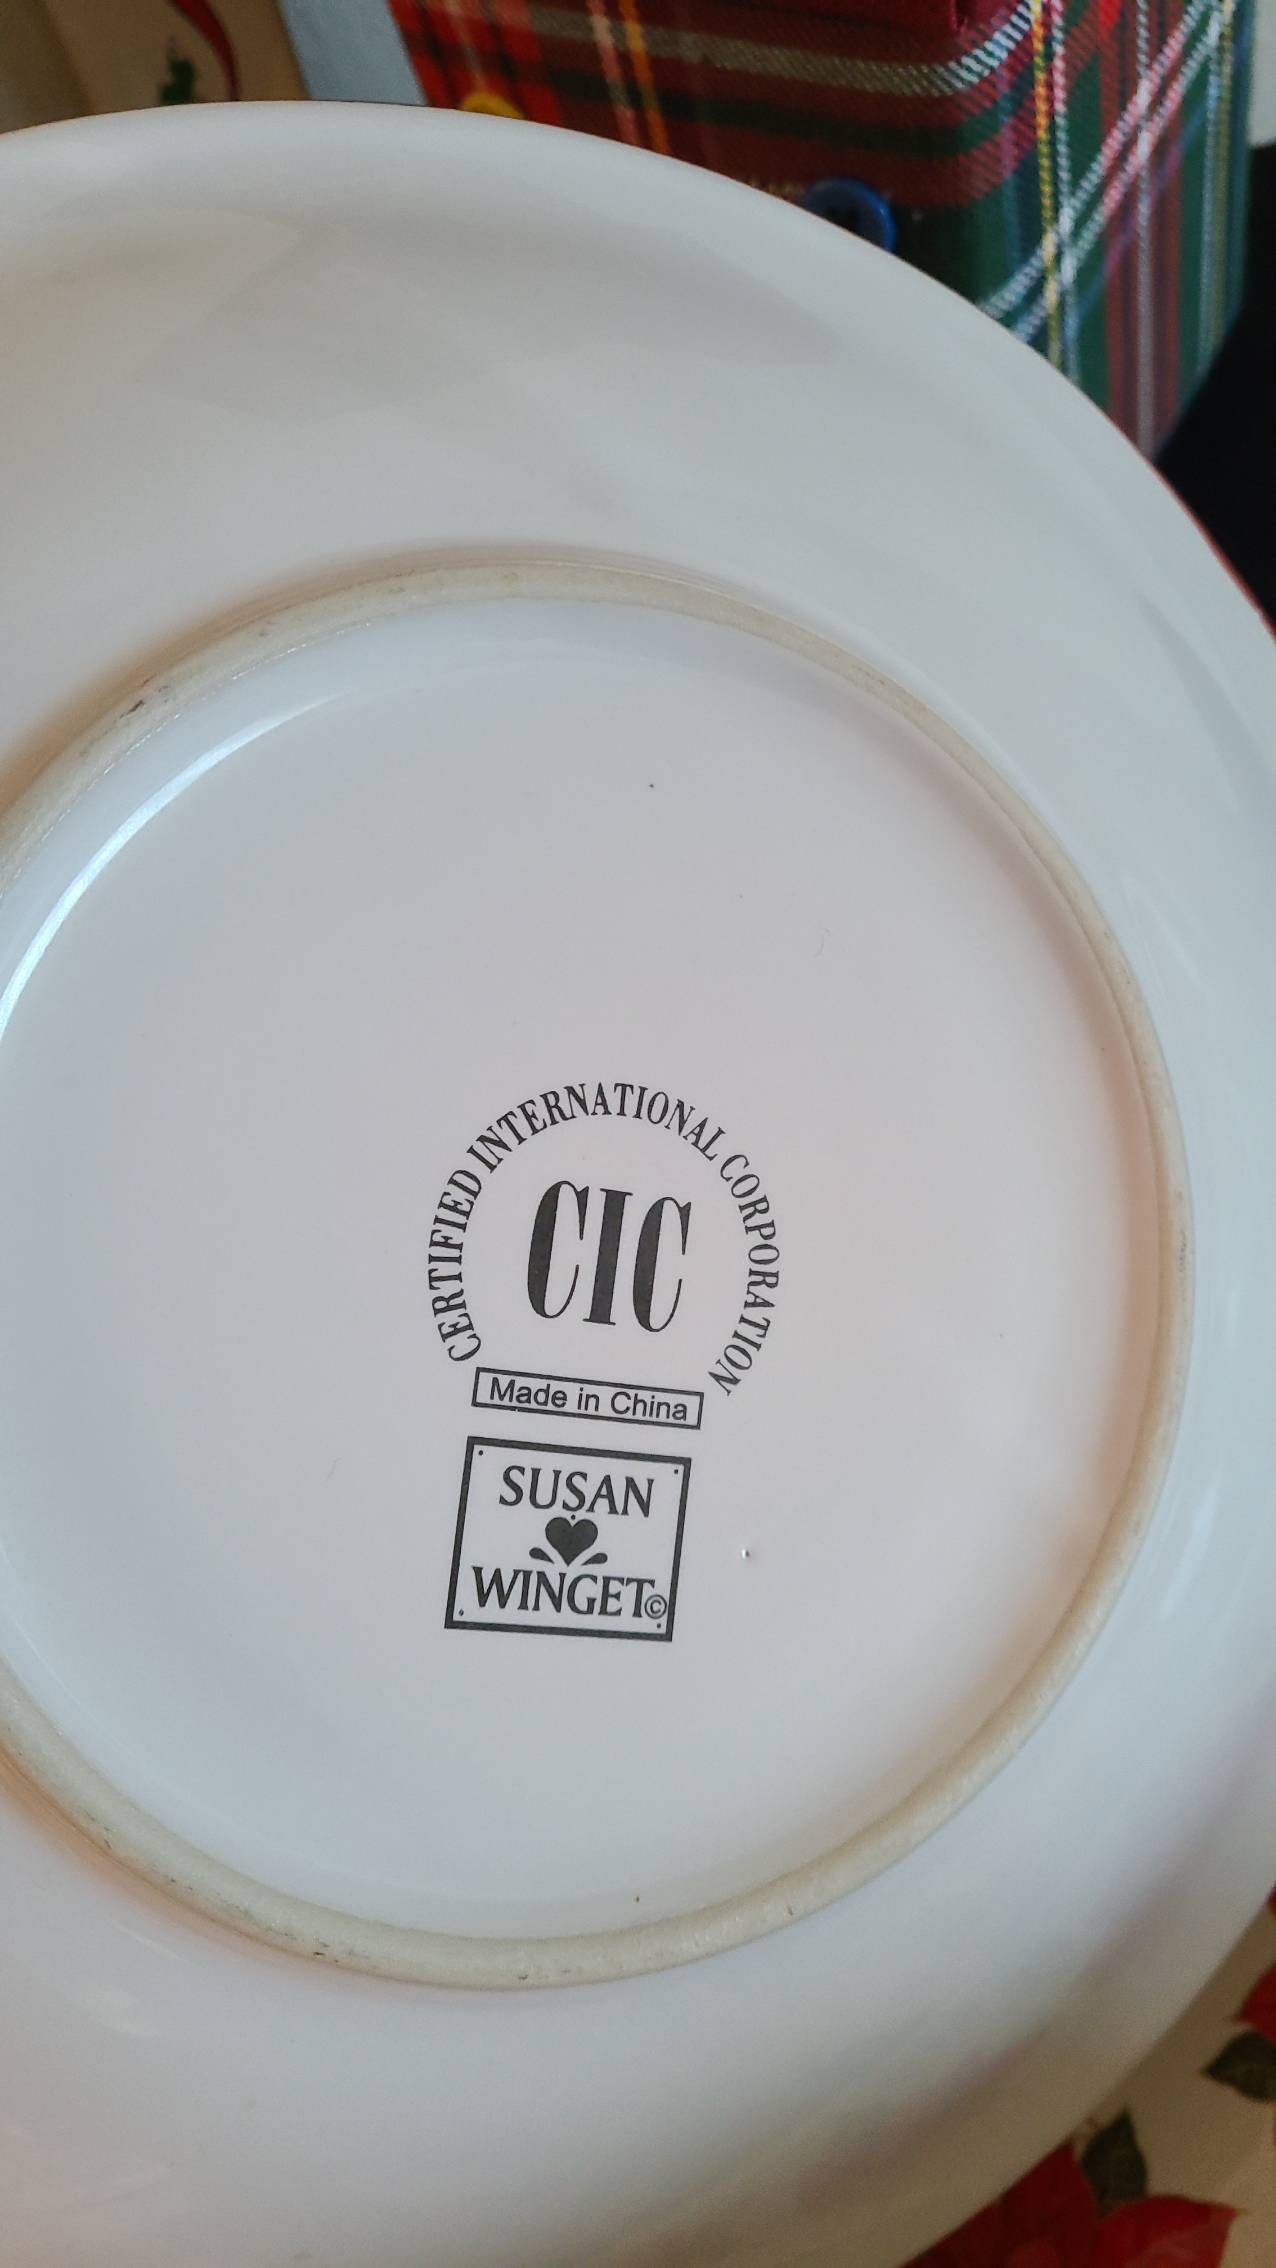 CERTIFIED INTERNATIONAL CORPORATION
CIC
Made in China
SUSAN
WINGET©